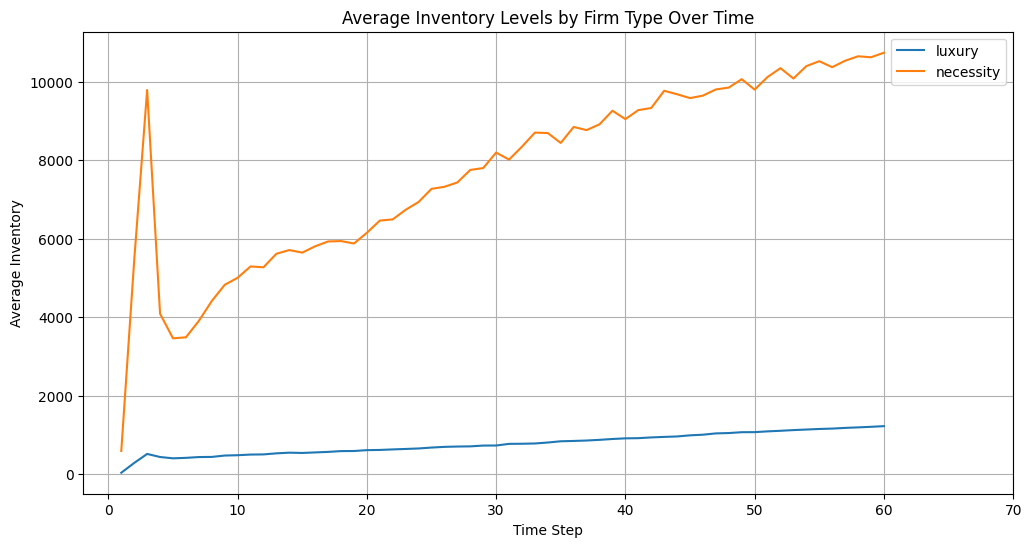 Average Inventory Levels by Firm Type Over Time
luxury
necessity
Average Inventory
10000
8000
6000
4000
2000
0
0 10 20 30 40 50 60 70
Time Step